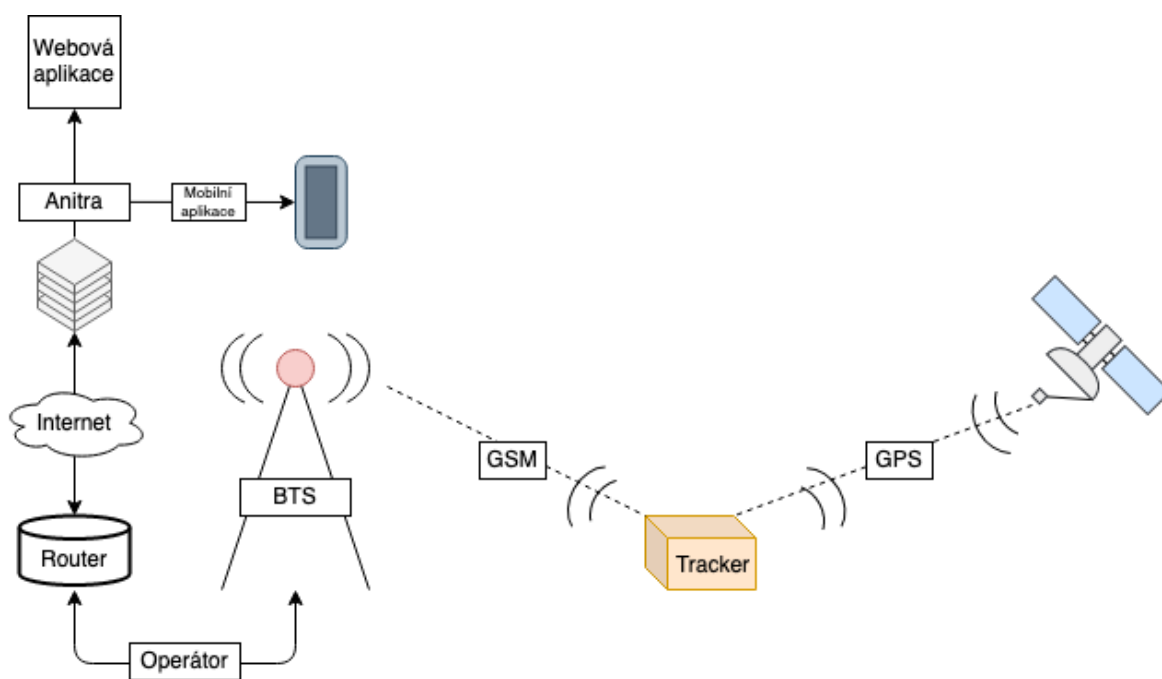 Webová
aplikace
Anitra
Mobilní
aplikace
Internet
GSM
GPS
BTS
Router
Tracker
Operátor